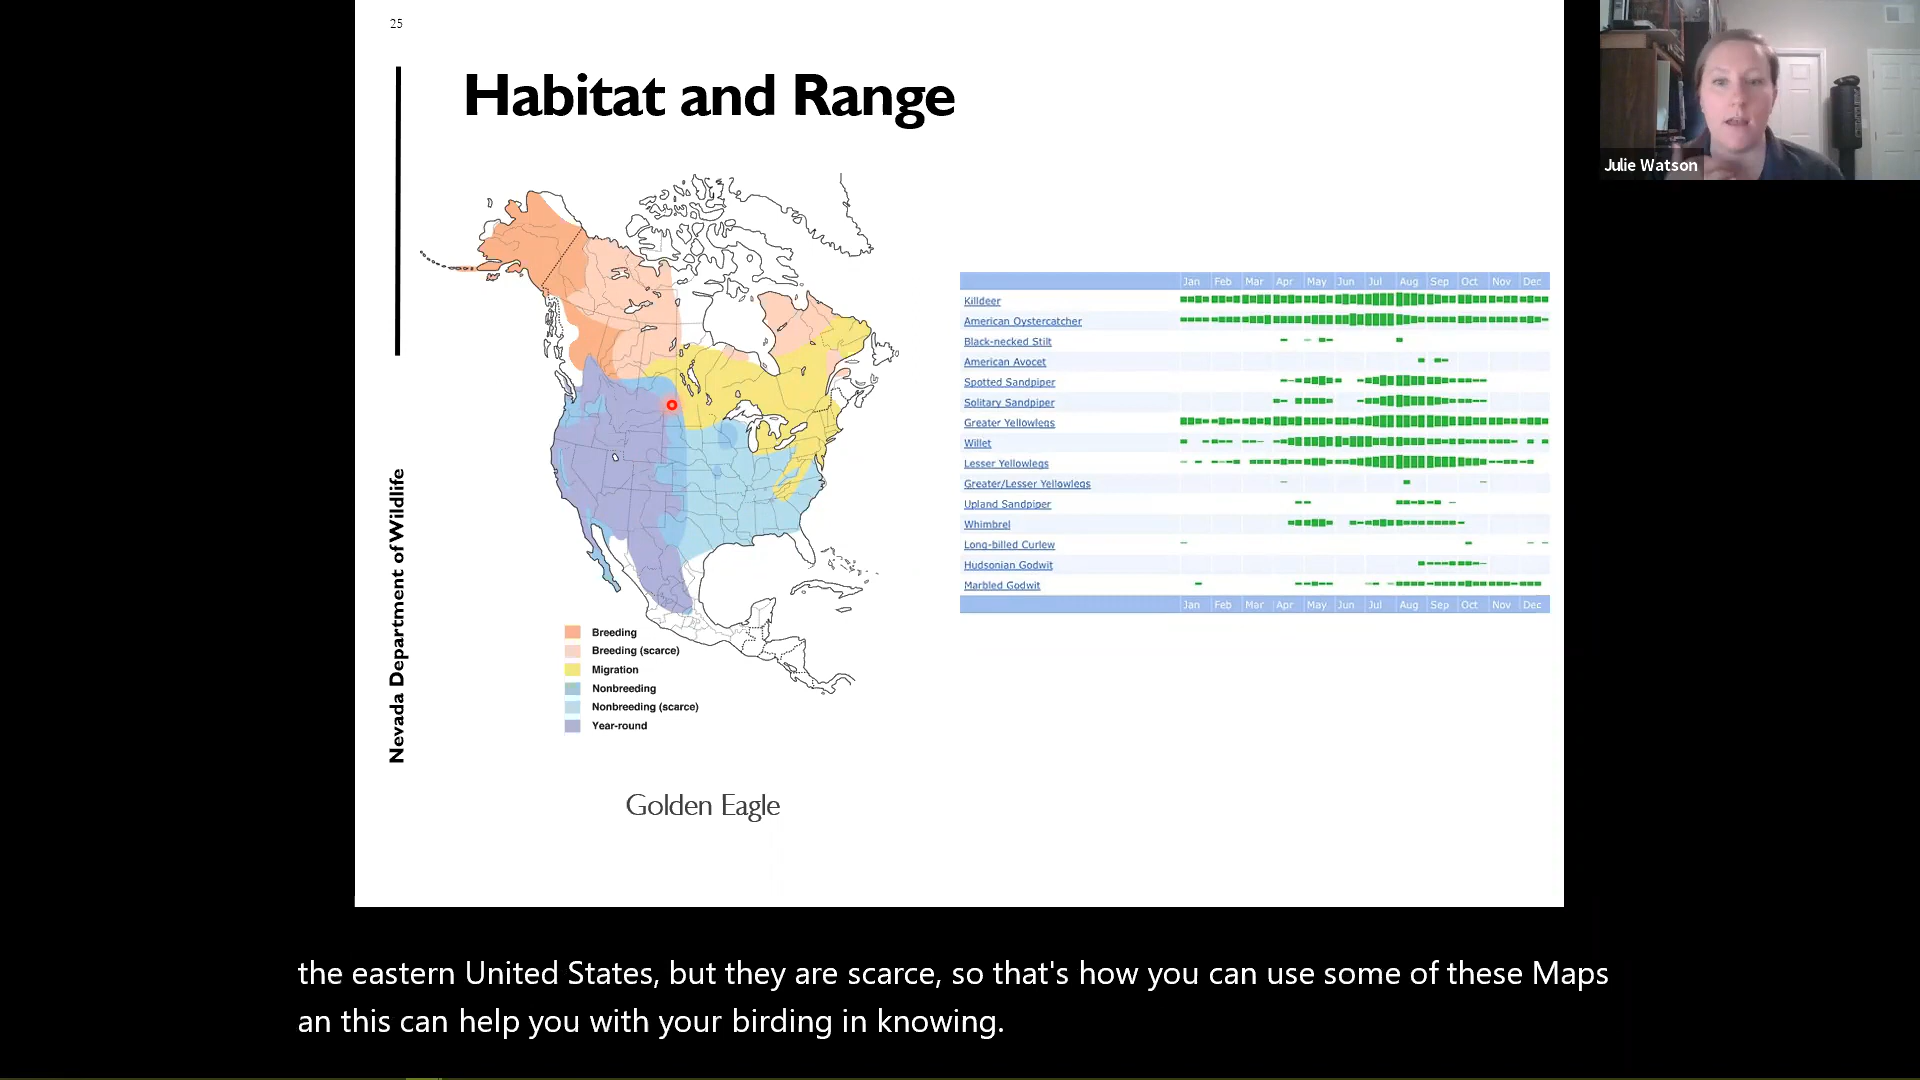 25
Habitat and Range
Nevada Department of Wildlife
Breeding
Breeding (scarce)
Migration
Nonbreeding
Nonbreeding (scarce)
Year-round
Golden Eagle
Jan Feb Mar Apr May Jun Jul Aug Sep Oct Nov Dec
Killdeer
American Oystercatcher
Black-necked Stilt
American Avocet
Spotted Sandpiper
Solitary Sandpiper
Greater Yellowlegs
Willet
Lesser Yellowlegs
Greater/Lesser Yellowlegs
Upland Sandpiper
Whimbrel
Long-billed Curlew
Hudsonian Godwit
Marbled Godwit
Jan Feb Mar Apr May Jun Jul Aug Sep Oct Nov Dec
Julie Watson
the eastern United States, but they are scarce, so that's how you can use some of these Maps
an this can help you with your birding in knowing.